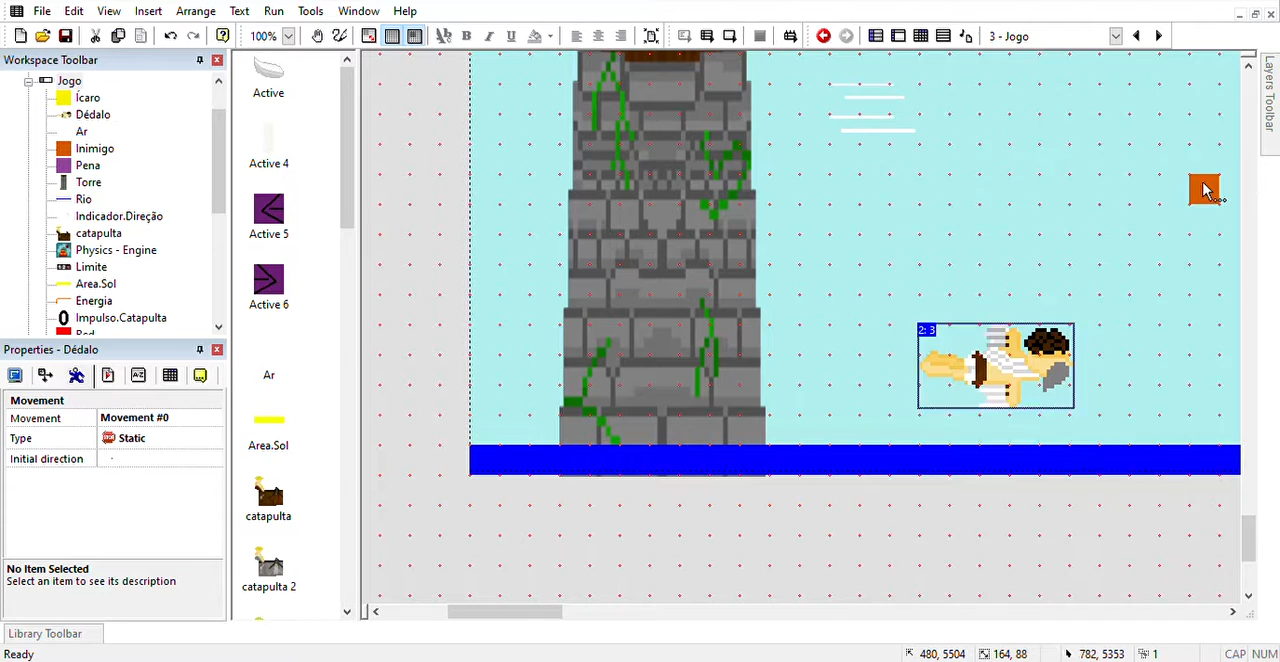 File Edit View Insert Arrange Text Run Tools Window Help
100% B I U 3 - Jogo
Workspace Toolbar
Jogo
Ícaro
Dédalo
Ar
Inimigo
Pena
Torre
Rio
Indicador.Direção
catapulta
Physics - Engine
Limite
Area.Sol
Energia
Impulso.Catapulta
Properties - Dédalo
Movement
Movement Movement #0
Type Static
Initial direction
No Item Selected
Select an item to see its description
Active
Active 4
Active 5
Active 6
Ar
Area.Sol
catapulta
catapulta 2
2: 3
Layers Toolbar
Library Toolbar
Ready 480, 5504 164, 88 782, 5353 1 CAP NUM